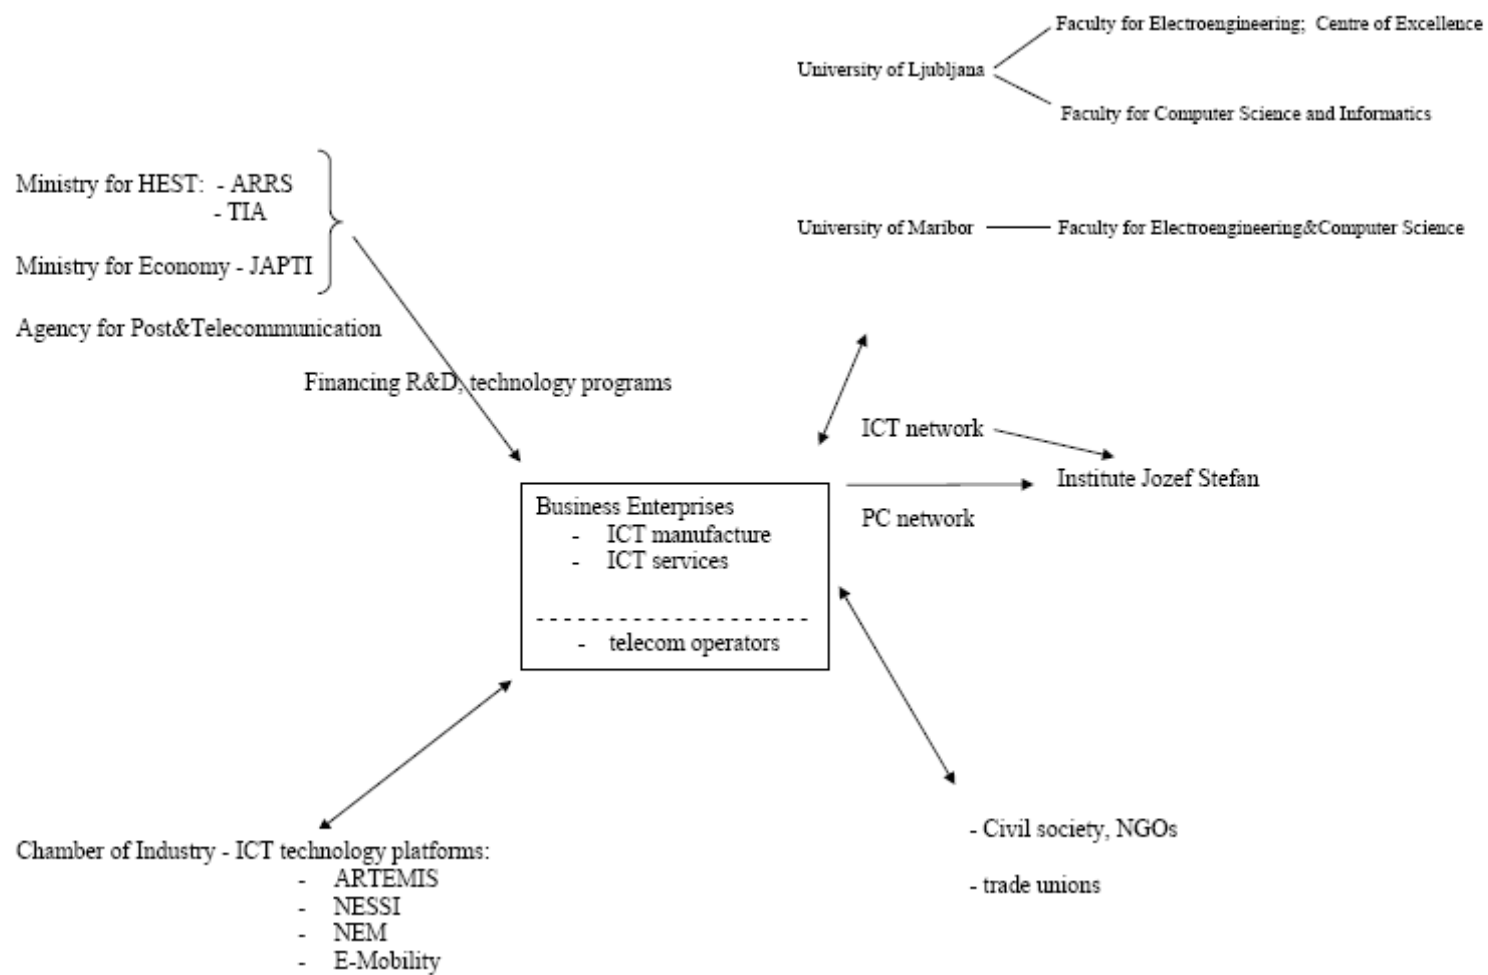 Faculty for Electroengineering; Centre of Excellence
University of Ljubljana
Faculty for Computer Science and Informatics
Ministry for HEST: - ARRS
- TIA
University of Maribor
Faculty for Electroengineering&Computer Science
Ministry for Economy - JAPTI
Agency for Post&Telecommunication
Financing R&D, technology programs
ICT network
Institute Jozef Stefan
PC network
Business Enterprises
- ICT manufacture
- ICT services
- telecom operators
Chamber of Industry - ICT technology platforms:
- ARTEMIS
- NESSI
- NEM
- E-Mobility
- Civil society, NGOs
- trade unions